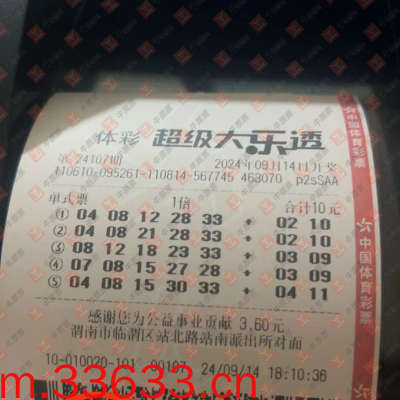 体彩 超级大乐透
第24107期 2024年09月14日开奖
110610-095261-110814-567745 463070 p2sSAA
单式票 1倍 合计10元
① 04 08 12 28 33 + 02 10
② 04 08 21 28 33 + 02 10
③ 08 12 18 23 33 + 03 09
④ 07 08 15 27 28 + 03 09
⑤ 04 08 15 30 33 + 04 11
感谢您为公益事业贡献 3.60元
渭南市临渭区站北路站南派出所对面
10-010020-101 00197 24/09/14 18:10:36
中国体育彩票
中国体育彩票
m.33633.cn